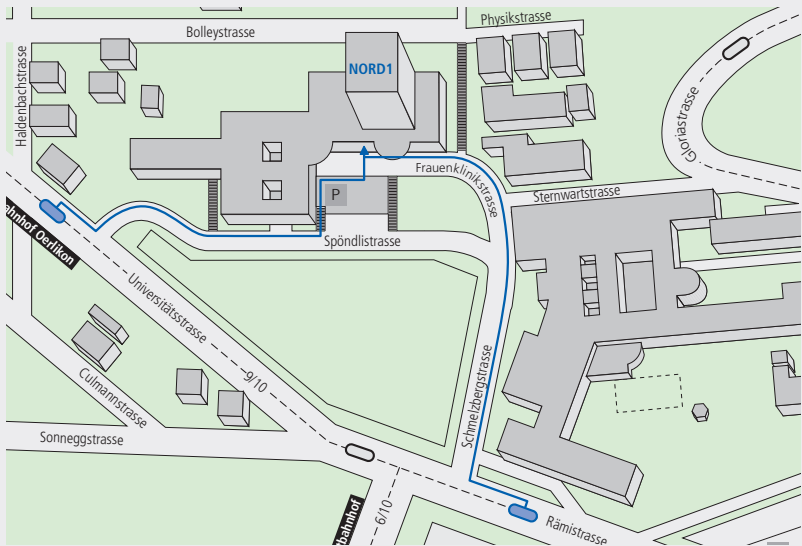 Bolleystrasse
Physikstrasse
Haldenbachstrasse
NORD1
Gloriastrasse
Frauenklinikstrasse
Sternwartstrasse
P
Spöndlistrasse
bahnhof Oerlikon
Universitätsstrasse
9/10
Culmannstrasse
Sonneggstrasse
Schmelzbergstrasse
6/10
bahnhof
Rämistrasse